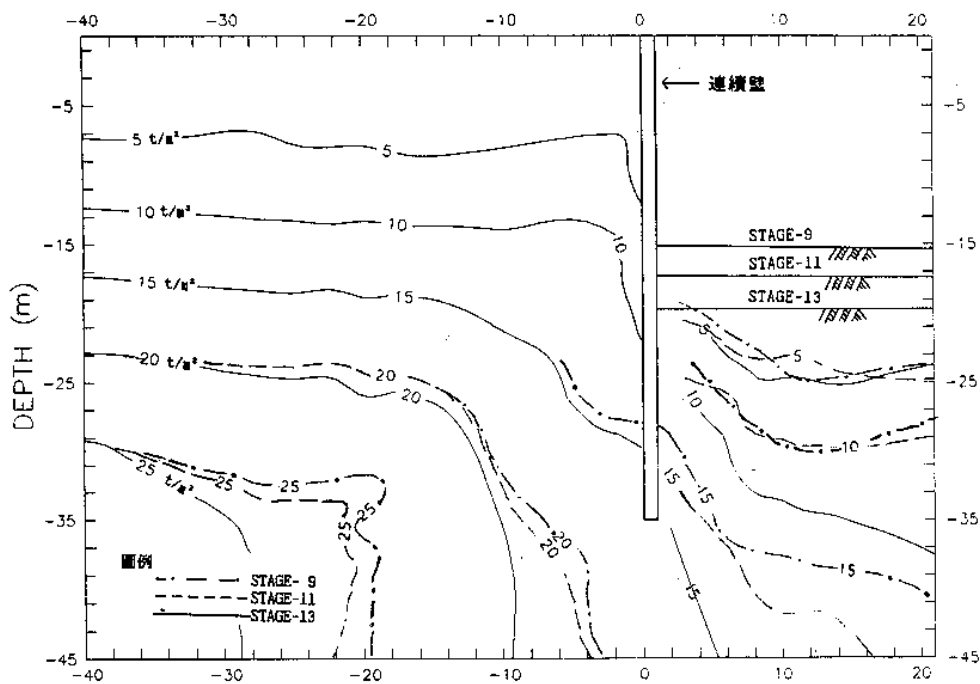 -40 -30 -20 -10 0 10 20
-5 -5
連續壁
5 t/m² 5
10 t/m² 10 10
-15 -15
STAGE-9
STAGE-11
STAGE-13
15 t/m² 15
DEPTH (m)
20 t/m² 20 20
5 5
-25 -25
10 10
25 t/m² 25 25 25 25
15 15
-35 -35
20 20
15 15
圖例
STAGE- 9
STAGE-11
STAGE-13
-45 -45
-40 -30 -20 -10 0 10 20